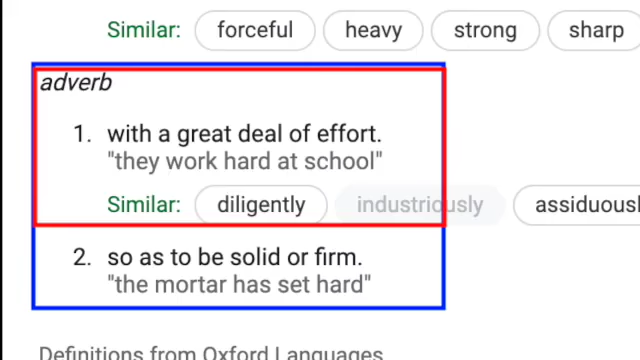 Similar: forceful heavy strong sharp
adverb
1. with a great deal of effort.
"they work hard at school"
Similar: diligently industriously assiduousl
2. so as to be solid or firm.
"the mortar has set hard"
Definitions from Oxford Languages